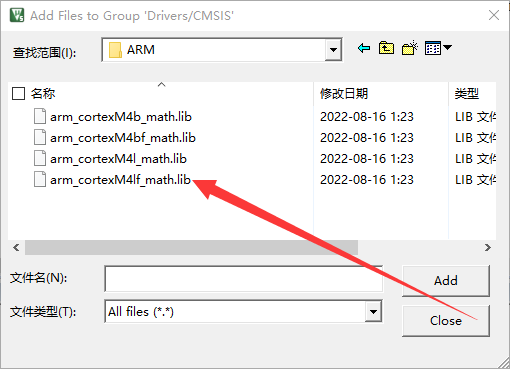 Add Files to Group 'Drivers/CMSIS'
查找范围(I): ARM
名称 修改日期 类型
arm_cortexM4b_math.lib 2022-08-16 1:23 LIB 文件
arm_cortexM4bf_math.lib 2022-08-16 1:23 LIB 文件
arm_cortexM4l_math.lib 2022-08-16 1:23 LIB 文件
arm_cortexM4lf_math.lib 2022-08-16 1:23 LIB 文件
文件名(N): Add
文件类型(T): All files (*.*) Close